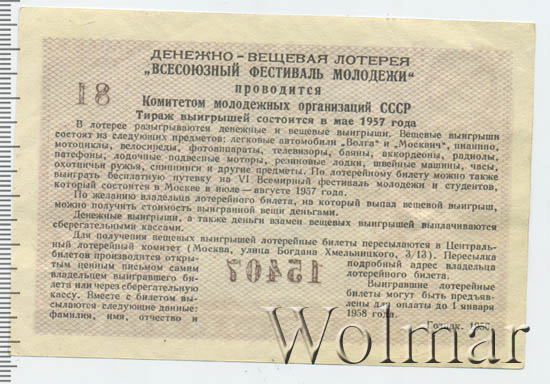 ДЕНЕЖНО-ВЕЩЕВАЯ ЛОТЕРЕЯ
„ВСЕСОЮЗНЫЙ ФЕСТИВАЛЬ МОЛОДЕЖИ“
проводится
81
Комитетом молодежных организаций СССР
Тираж выигрышей состоится в мае 1957 года
В лотерее разыгрываются денежные и вещевые выигрыши. Вещевые выигрыши
состоят из следующих предметов: легковые автомобили „Волга“ и „Москвич“, пианино,
мотоциклы, велосипеды, фотоаппараты, телевизоры, баяны, аккордеоны, радиолы,
патефоны, лодочные подвесные моторы, резиновые лодки, швейные машины, часы,
охотничьи ружья, спиннинги и другие предметы. По лотерейному билету можно также
выиграть бесплатную путевку на VI Всемирный фестиваль молодежи и студентов,
который состоится в Москве в июле—августе 1957 года.
По желанию владельца лотерейного билета, на который выпал вещевой выигрыш,
можно получить стоимость выигранной вещи деньгами.
Денежные выигрыши, а также деньги взамен вещевых выигрышей выплачиваются
сберегательными кассами.
Для получения вещевых выигрышей лотерейные билеты пересылаются в Централь-
ный лотерейный комитет (Москва, улица Богдана Хмельницкого, 3/13). Пересылка
билетов производится откры-
тым ценным письмом самим
владельцем выигравшего би-
лета или через сберегательную
кассу. Вместе с билетом вы-
сылаются следующие данные:
фамилия, имя, отчество и
15407
подробный адрес владельца
лотерейного билета.
Выигравшие лотерейные
билеты могут быть предъяв-
лены для оплаты до 1 января
1958 года.
Гознак. 1956.
Wolmar